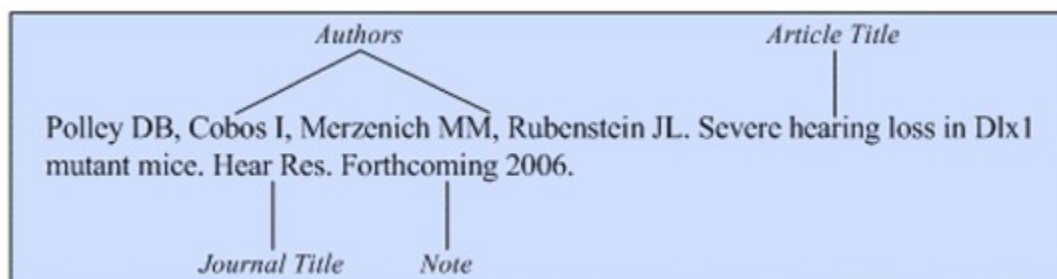 Authors Article Title
Polley DB, Cobos I, Merzenich MM, Rubenstein JL. Severe hearing loss in Dlx1
mutant mice. Hear Res. Forthcoming 2006.
Journal Title Note